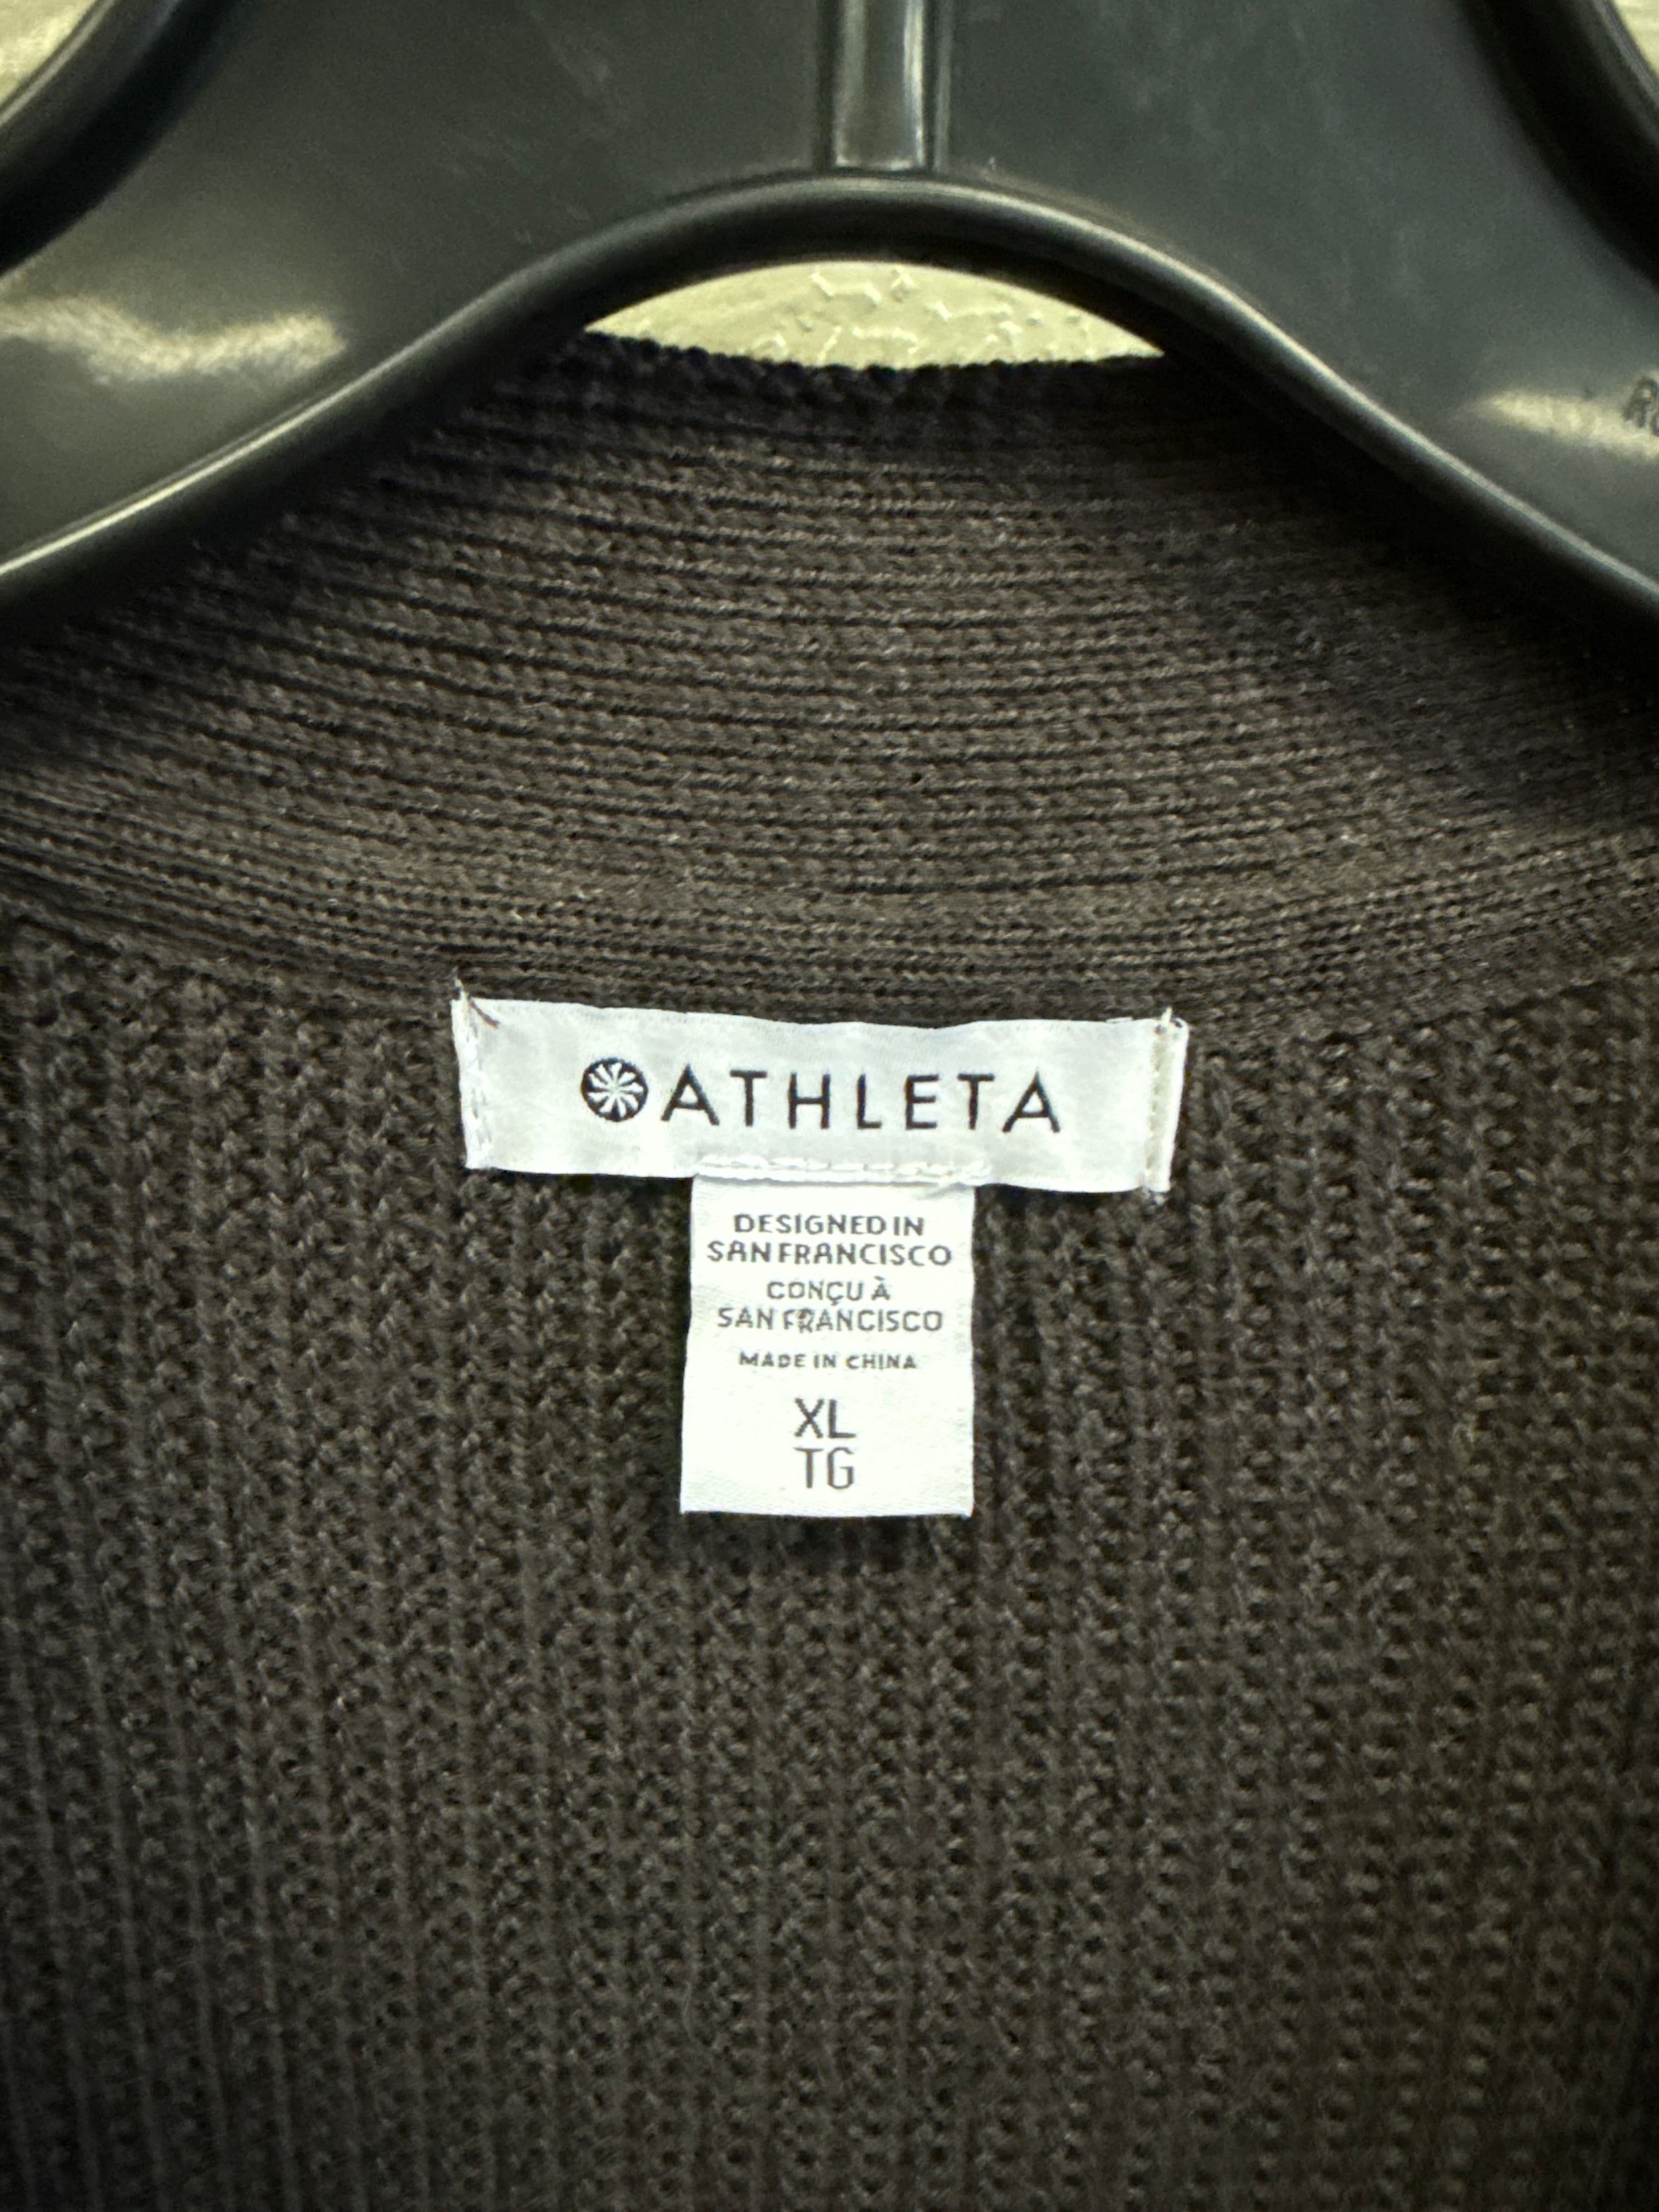 ATHLETA
DESIGNED IN
SAN FRANCISCO
CONÇU À
SAN FRANCISCO
MADE IN CHINA
XL
TG